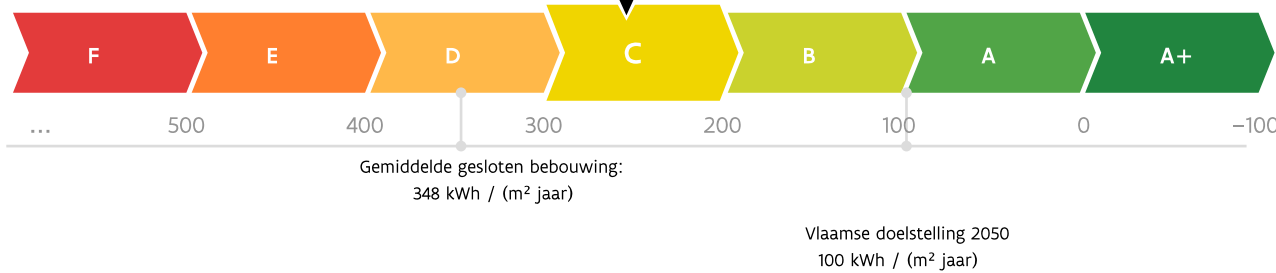 F E D C B A A+
... 500 400 300 200 100 0 −100
Gemiddelde gesloten bebouwing:
348 kWh / (m² jaar)
Vlaamse doelstelling 2050
100 kWh / (m² jaar)